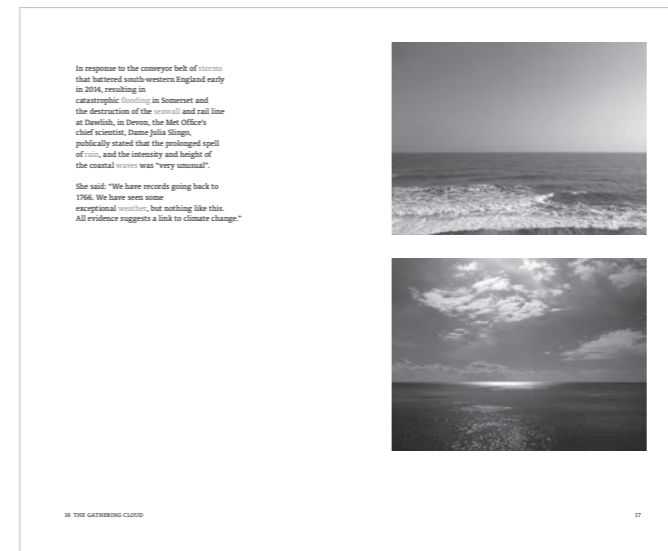 In response to the conveyor belt of storms
that battered south-western England early
in 2014, resulting in
catastrophic flooding in Somerset and
the destruction of the seawall and rail line
at Dawlish, in Devon, the Met Office's
chief scientist, Dame Julia Slingo,
publically stated that the prolonged spell
of rain, and the intensity and height of
the coastal waves was "very unusual".
She said: "We have records going back to
1766. We have seen some
exceptional weather, but nothing like this.
All evidence suggests a link to climate change."
16 THE GATHERING CLOUD
17